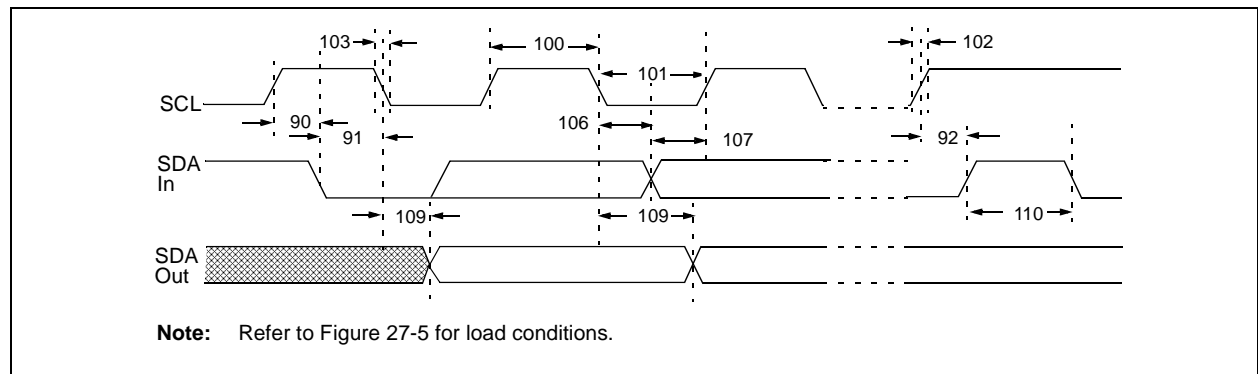 103
100
102
101
SCL
90
91
106
107
92
SDA
In
109
109
110
SDA
Out
Note: Refer to Figure 27-5 for load conditions.